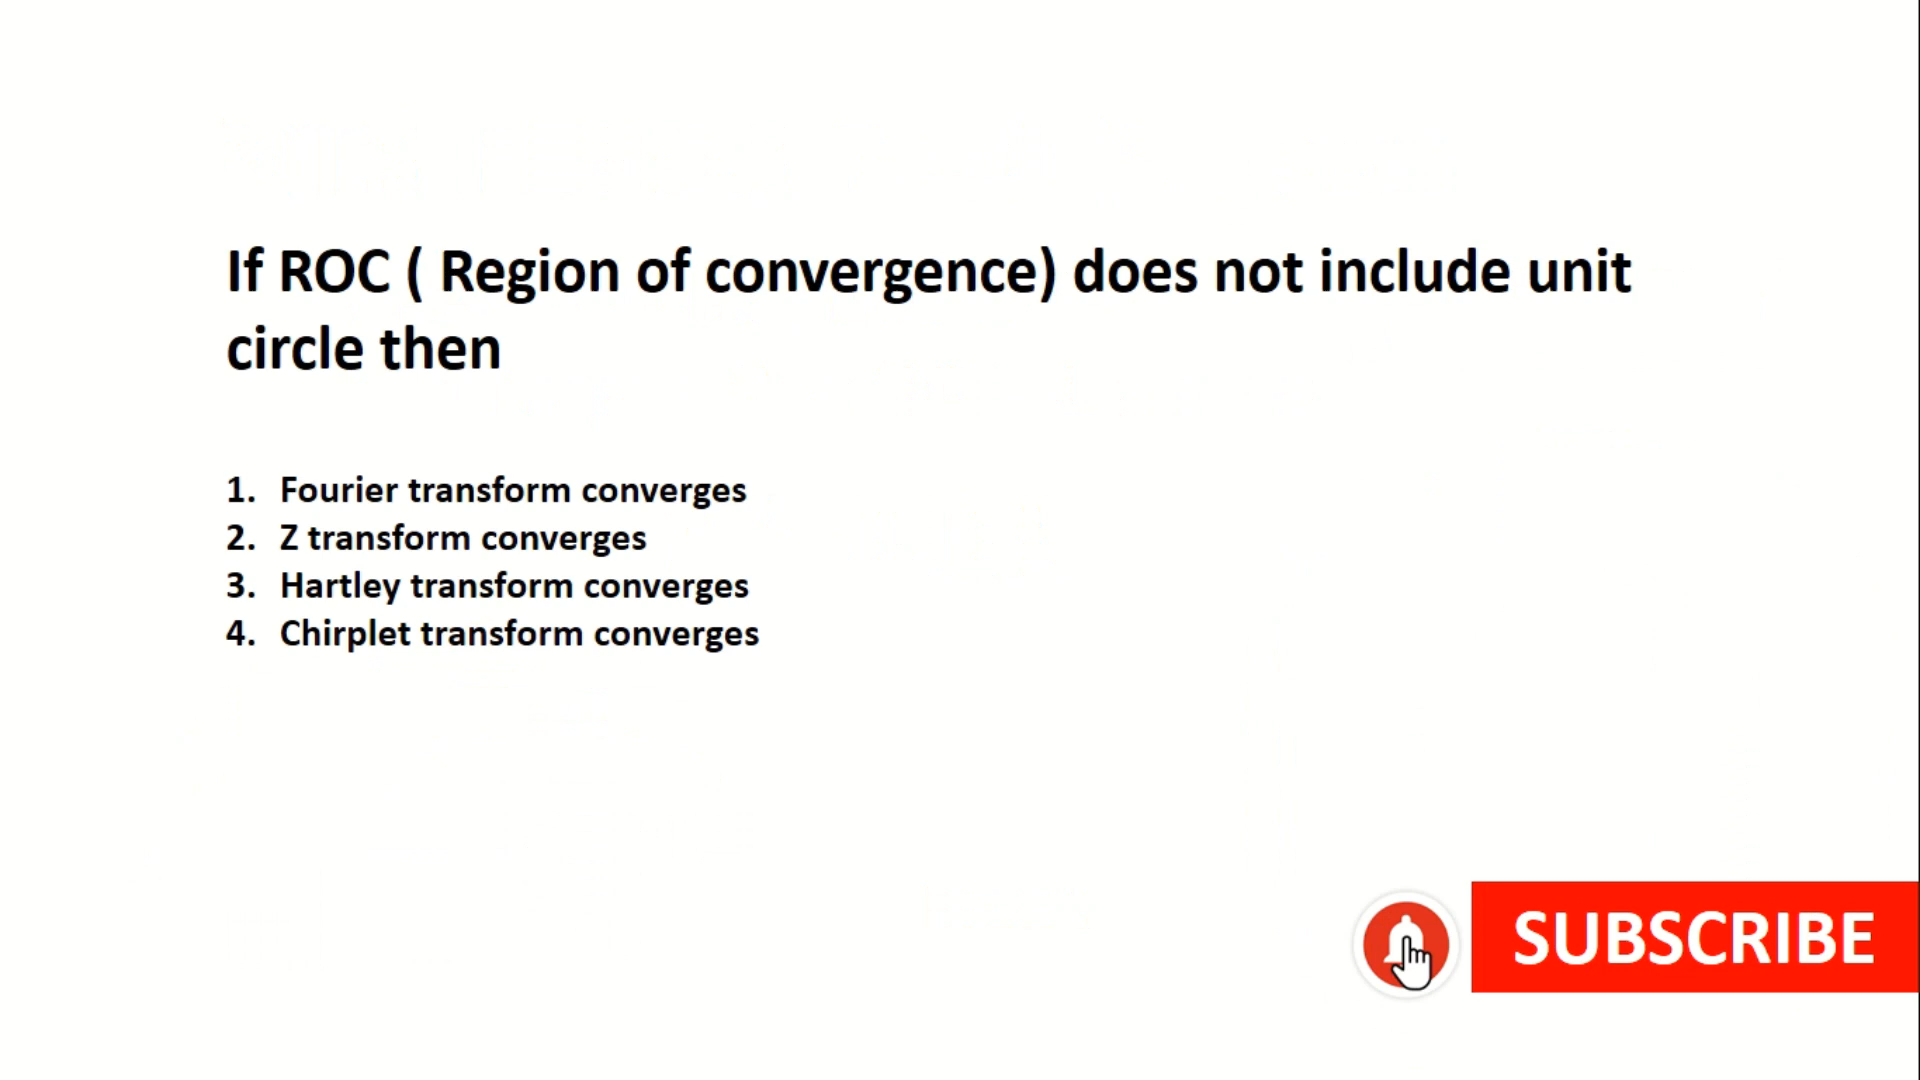 If ROC ( Region of convergence) does not include unit
circle then
1. Fourier transform converges
2. Z transform converges
3. Hartley transform converges
4. Chirplet transform converges
SUBSCRIBE